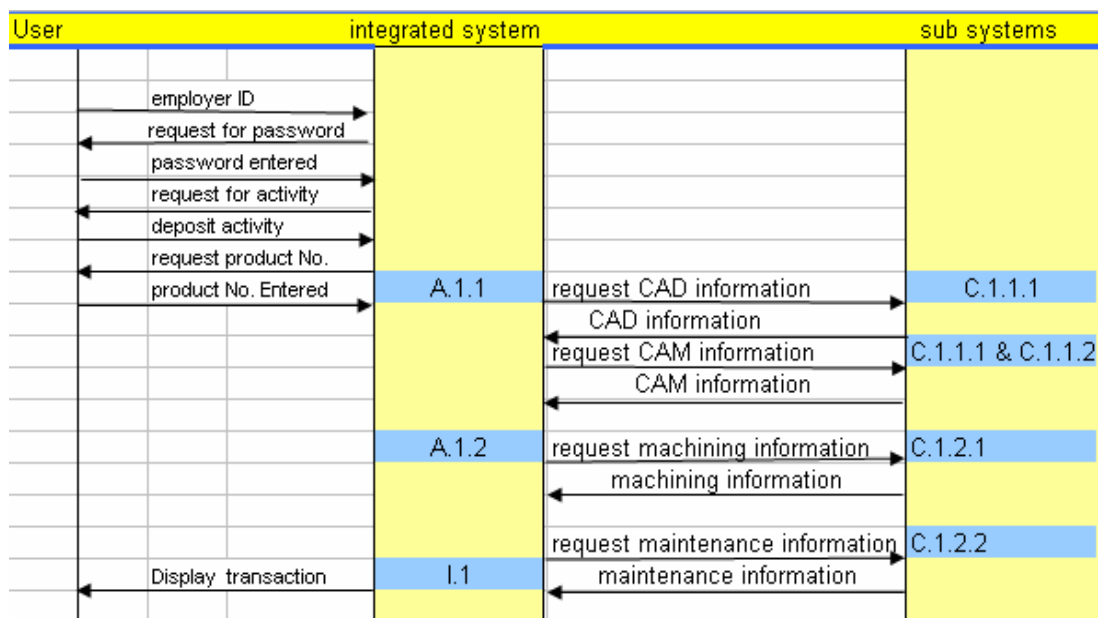 User integrated system sub systems
employer ID
request for password
password entered
request for activity
deposit activity
request product No.
product No. Entered A.1.1 request CAD information C.1.1.1
CAD information
request CAM information C.1.1.1 & C.1.1.2
CAM information
A.1.2 request machining information C.1.2.1
machining information
request maintenance information C.1.2.2
Display transaction I.1 maintenance information